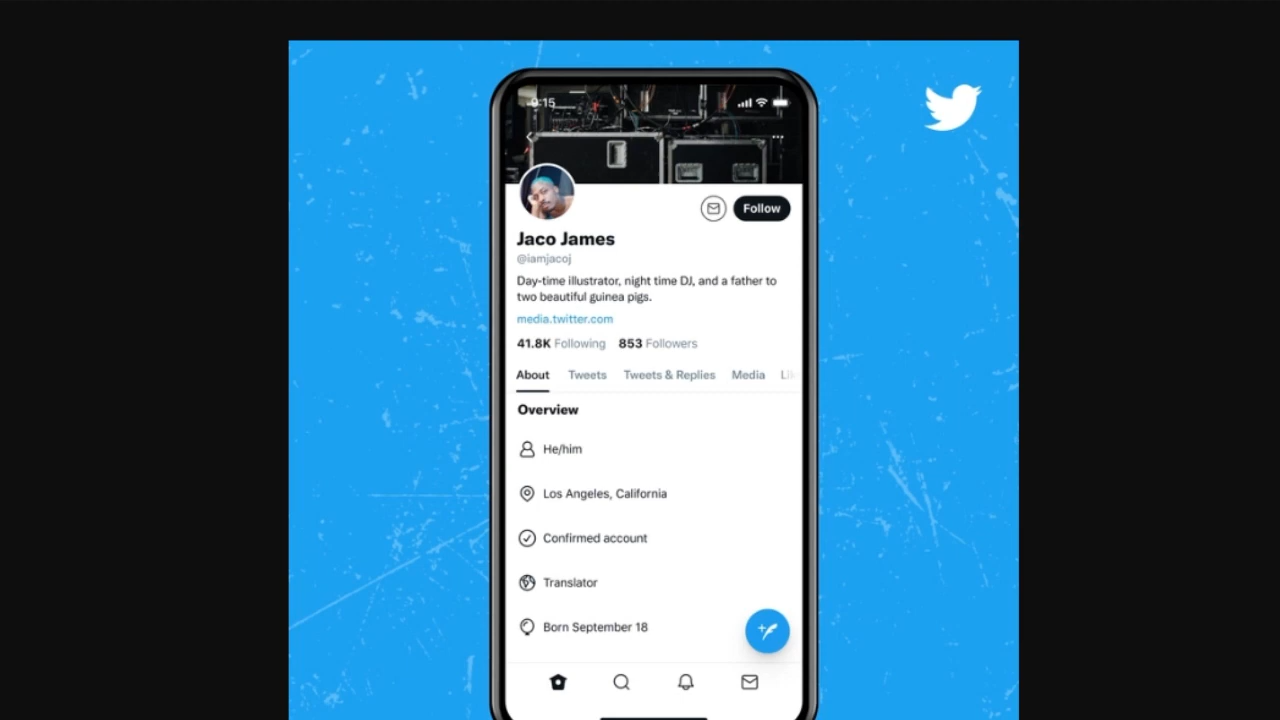 9:15
Follow
Jaco James
@iamjacoj
Day-time illustrator, night time DJ, and a father to
two beautiful guinea pigs.
media.twitter.com
41.8K Following 853 Followers
About Tweets Tweets & Replies Media Li
Overview
He/him
Los Angeles, California
Confirmed account
Translator
Born September 18